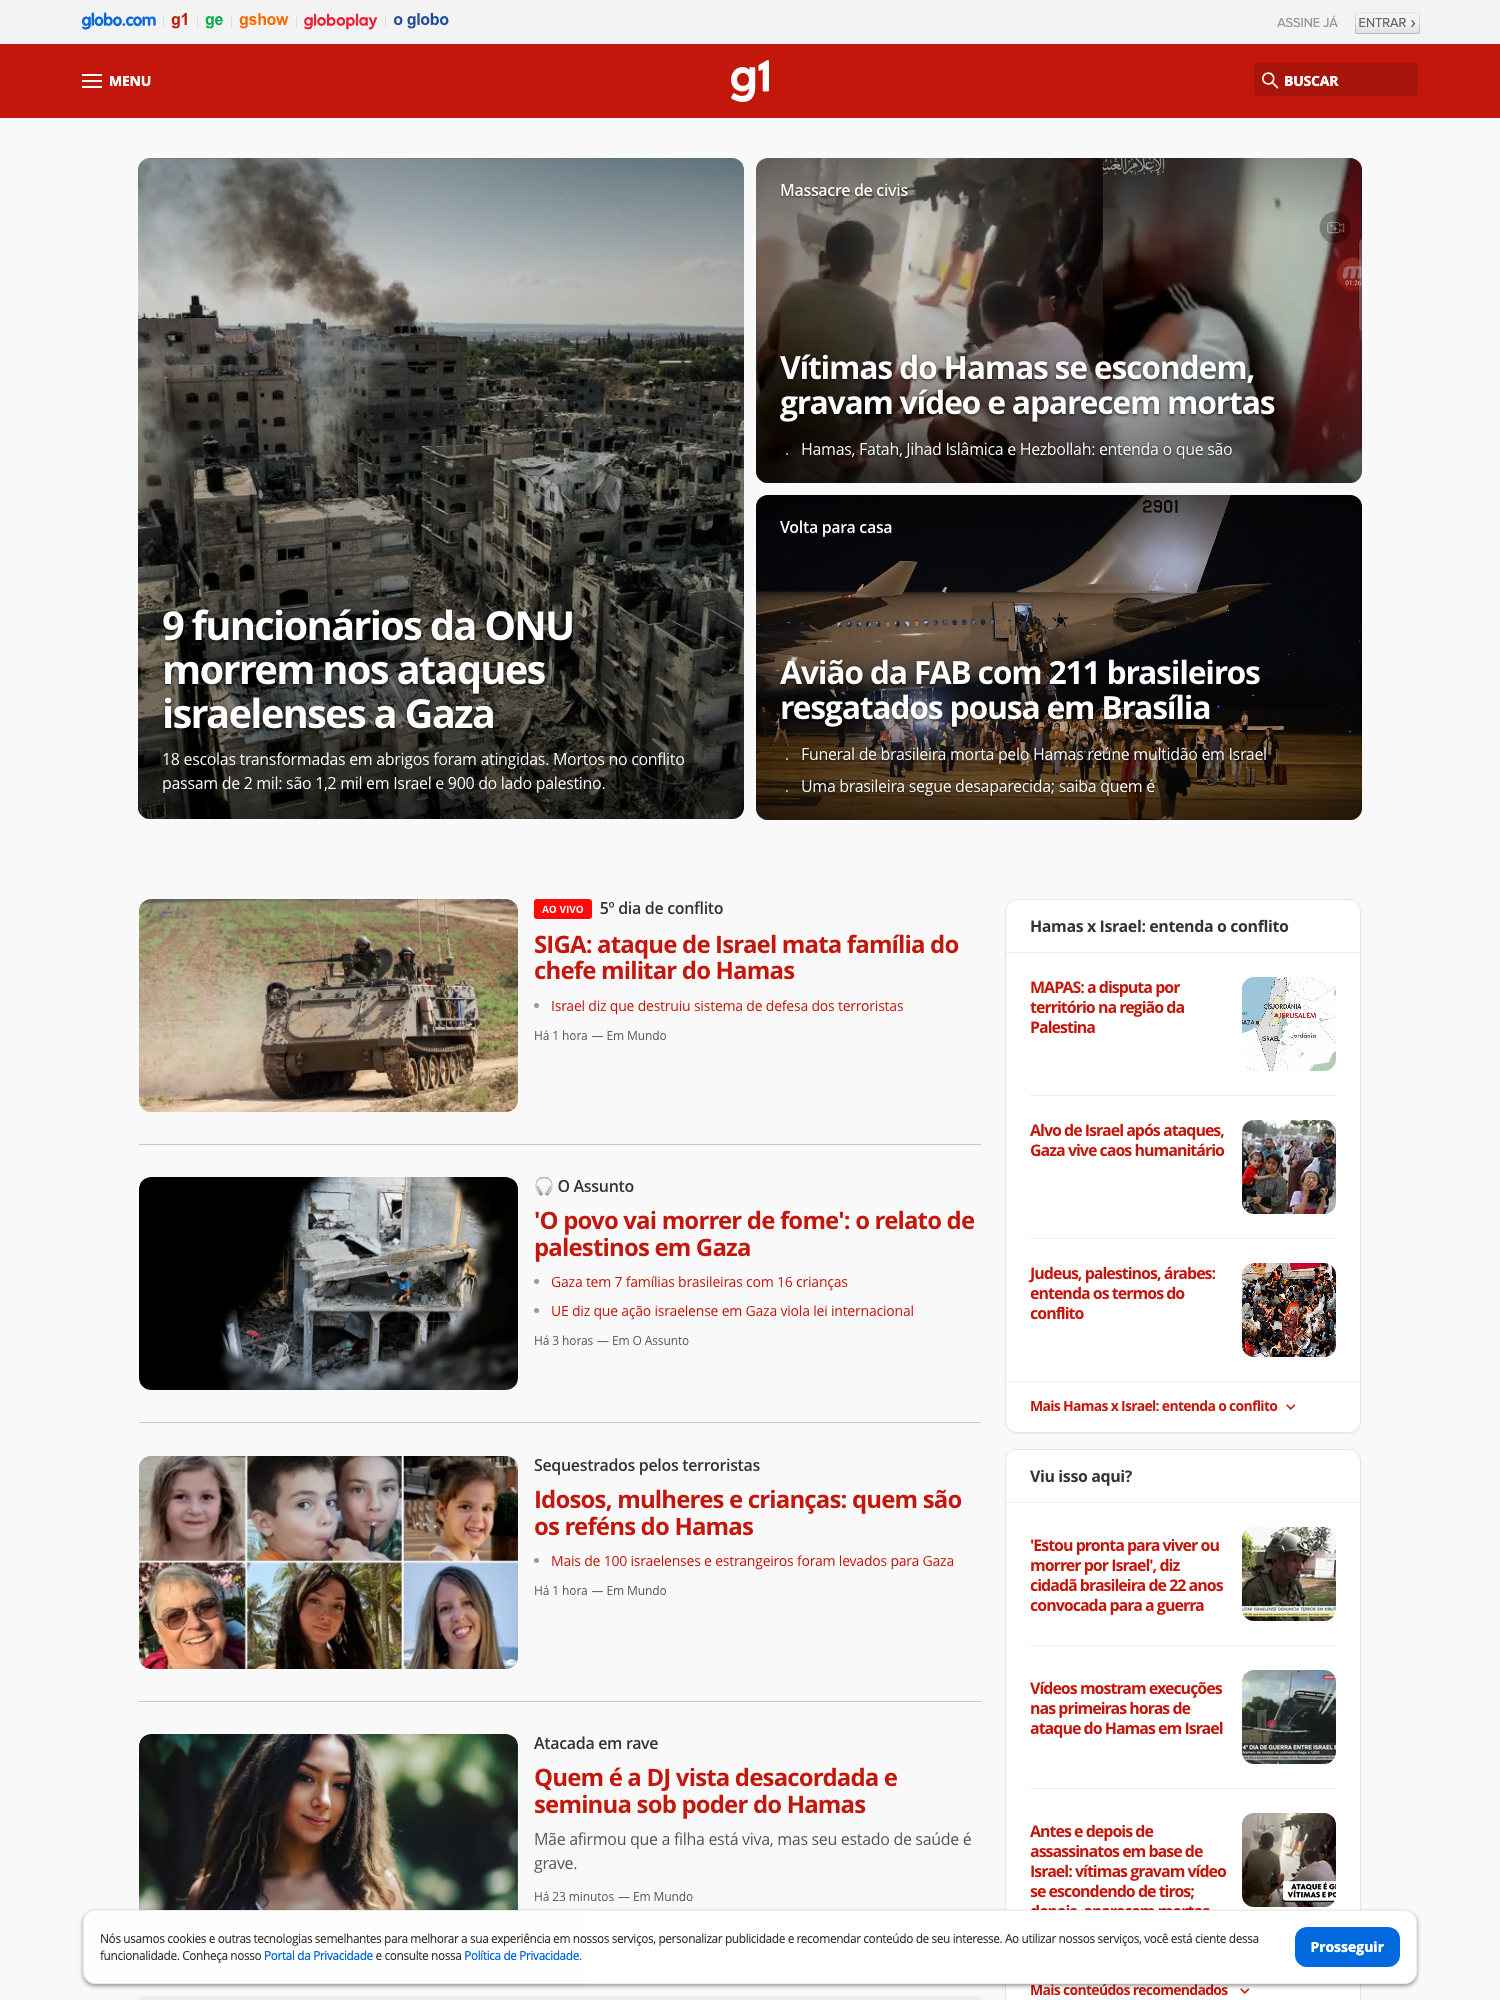 globo.com g1 ge gshow globoplay o globo
ASSINE JÁ ENTRAR ›
MENU
g1
BUSCAR
9 funcionários da ONU
morrem nos ataques
israelenses a Gaza
18 escolas transformadas em abrigos foram atingidas. Mortos no conflito
passam de 2 mil: são 1,2 mil em Israel e 900 do lado palestino.
Massacre de civis
Vítimas do Hamas se escondem,
gravam vídeo e aparecem mortas
Hamas, Fatah, Jihad Islâmica e Hezbollah: entenda o que são
2901
Volta para casa
Avião da FAB com 211 brasileiros
resgatados pousa em Brasília
Funeral de brasileira morta pelo Hamas reúne multidão em Israel
Uma brasileira segue desaparecida; saiba quem é
AO VIVO 5º dia de conflito
SIGA: ataque de Israel mata família do
chefe militar do Hamas
Israel diz que destruiu sistema de defesa dos terroristas
Há 1 hora — Em Mundo
O Assunto
'O povo vai morrer de fome': o relato de
palestinos em Gaza
Gaza tem 7 famílias brasileiras com 16 crianças
UE diz que ação israelense em Gaza viola lei internacional
Há 3 horas — Em O Assunto
Sequestrados pelos terroristas
Idosos, mulheres e crianças: quem são
os reféns do Hamas
Mais de 100 israelenses e estrangeiros foram levados para Gaza
Há 1 hora — Em Mundo
Atacada em rave
Quem é a DJ vista desacordada e
seminua sob poder do Hamas
Mãe afirmou que a filha está viva, mas seu estado de saúde é
grave.
Há 23 minutos — Em Mundo
Hamas x Israel: entenda o conflito
MAPAS: a disputa por
território na região da
Palestina
CISJORDÂNIA
JERUSALÉM
GAZA
ISRAEL
Jordânia
Alvo de Israel após ataques,
Gaza vive caos humanitário
Judeus, palestinos, árabes:
entenda os termos do
conflito
Mais Hamas x Israel: entenda o conflito
Viu isso aqui?
'Estou pronta para viver ou
morrer por Israel', diz
cidadã brasileira de 22 anos
convocada para a guerra
Vídeos mostram execuções
nas primeiras horas de
ataque do Hamas em Israel
4º DIA DE GUERRA ENTRE ISRAEL
Antes e depois de
assassinatos em base de
Israel: vítimas gravam vídeo
se escondendo de tiros;
depois, aparecem mortas
ATAQUE É
VÍTIMAS E
Mais conteúdos recomendados
Nós usamos cookies e outras tecnologias semelhantes para melhorar a sua experiência em nossos serviços, personalizar publicidade e recomendar conteúdo de seu interesse. Ao utilizar nossos serviços, você está ciente dessa
funcionalidade. Conheça nosso Portal da Privacidade e consulte nossa Política de Privacidade.
Prosseguir